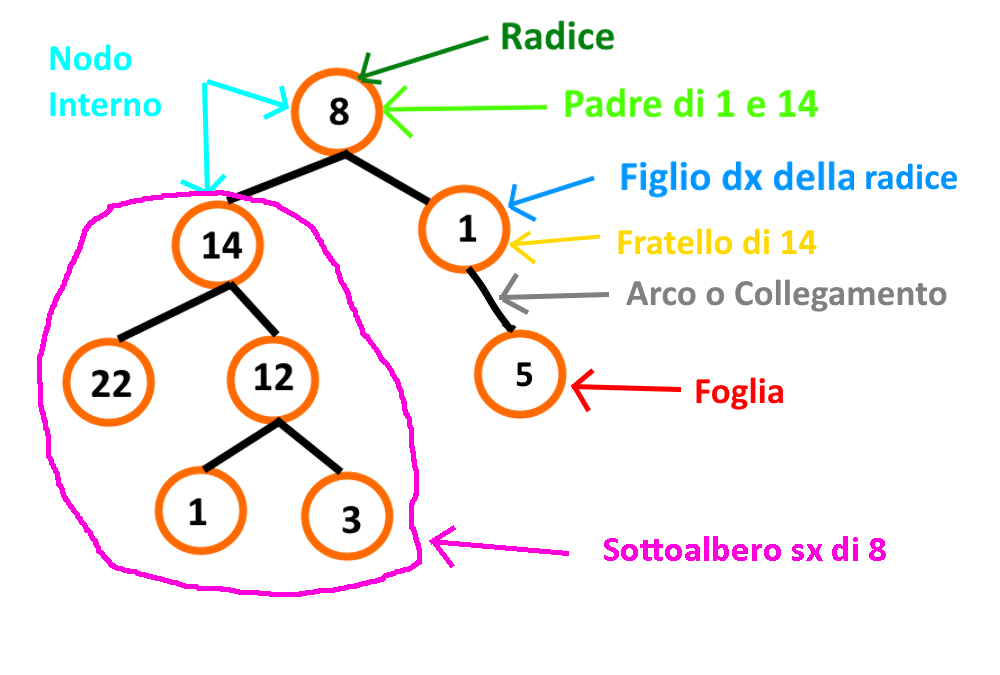 Radice
Nodo
Interno
8
Padre di 1 e 14
Figlio dx della radice
14
1
Fratello di 14
Arco o Collegamento
22
12
5
Foglia
1
3
Sottoalbero sx di 8